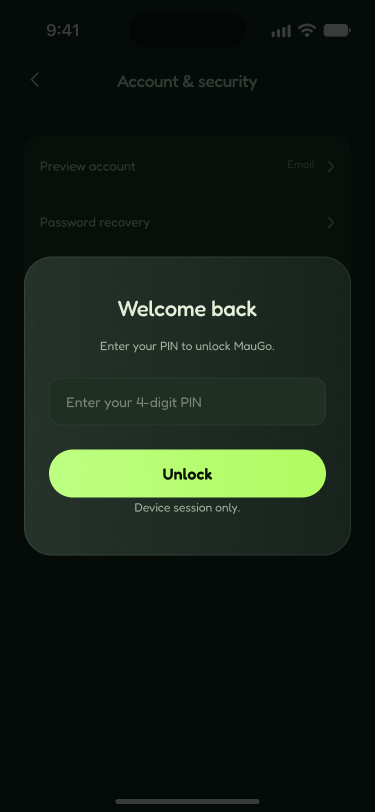 9:41
Account & security
Preview account
Email
Password recovery
Welcome back
Enter your PIN to unlock MauGo.
Enter your 4-digit PIN
Unlock
Device session only.